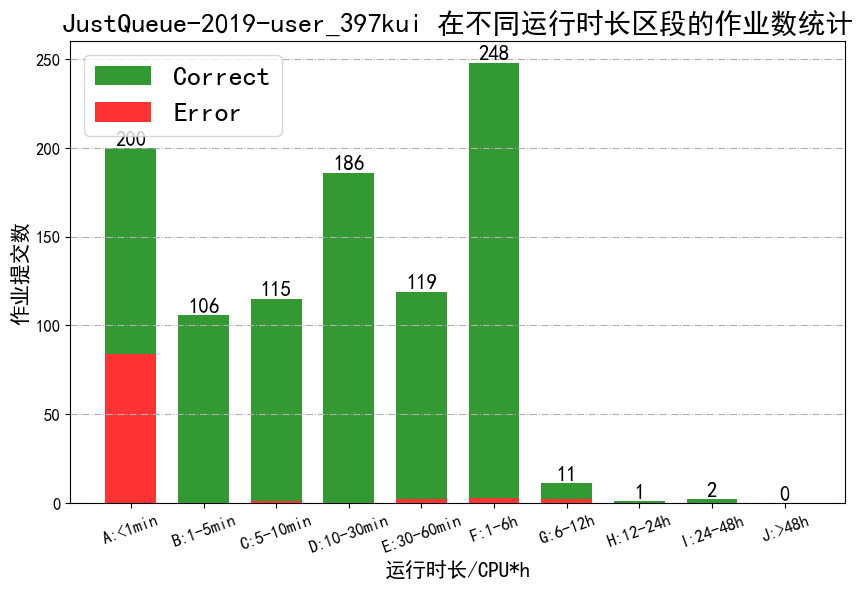 JustQueue-2019-user_397kui 在不同运行时长区段的作业数统计
Correct
Error
作业提交数
250
200
150
100
50
0
200
106
115
186
119
248
11
1
2
0
A:<1min
B:1-5min
C:5-10min
D:10-30min
E:30-60min
F:1-6h
G:6-12h
H:12-24h
I:24-48h
J:>48h
运行时长/CPU*h